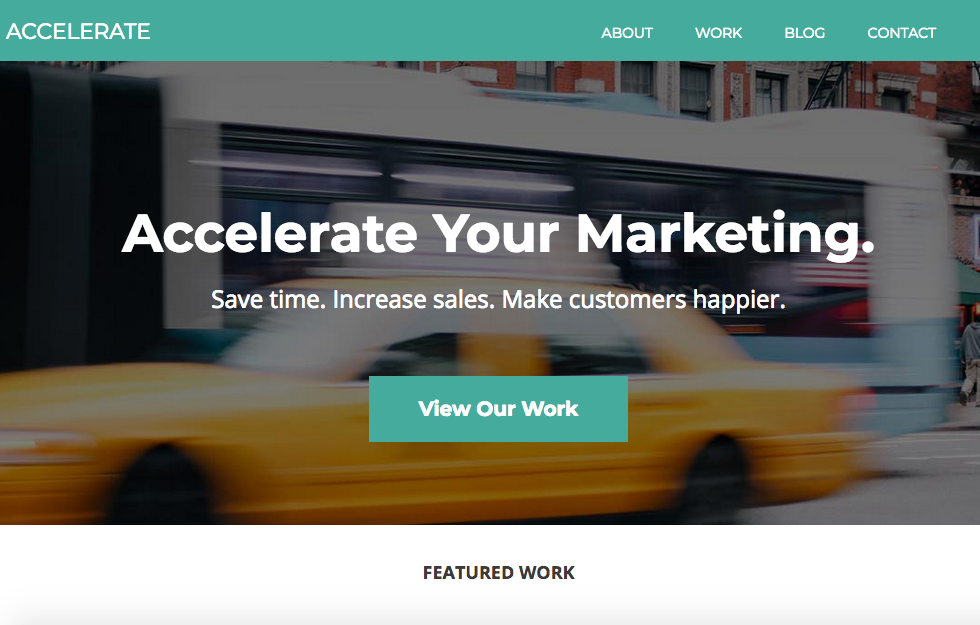 ACCELERATE
ABOUT WORK BLOG CONTACT
Accelerate Your Marketing.
Save time. Increase sales. Make customers happier.
View Our Work
FEATURED WORK